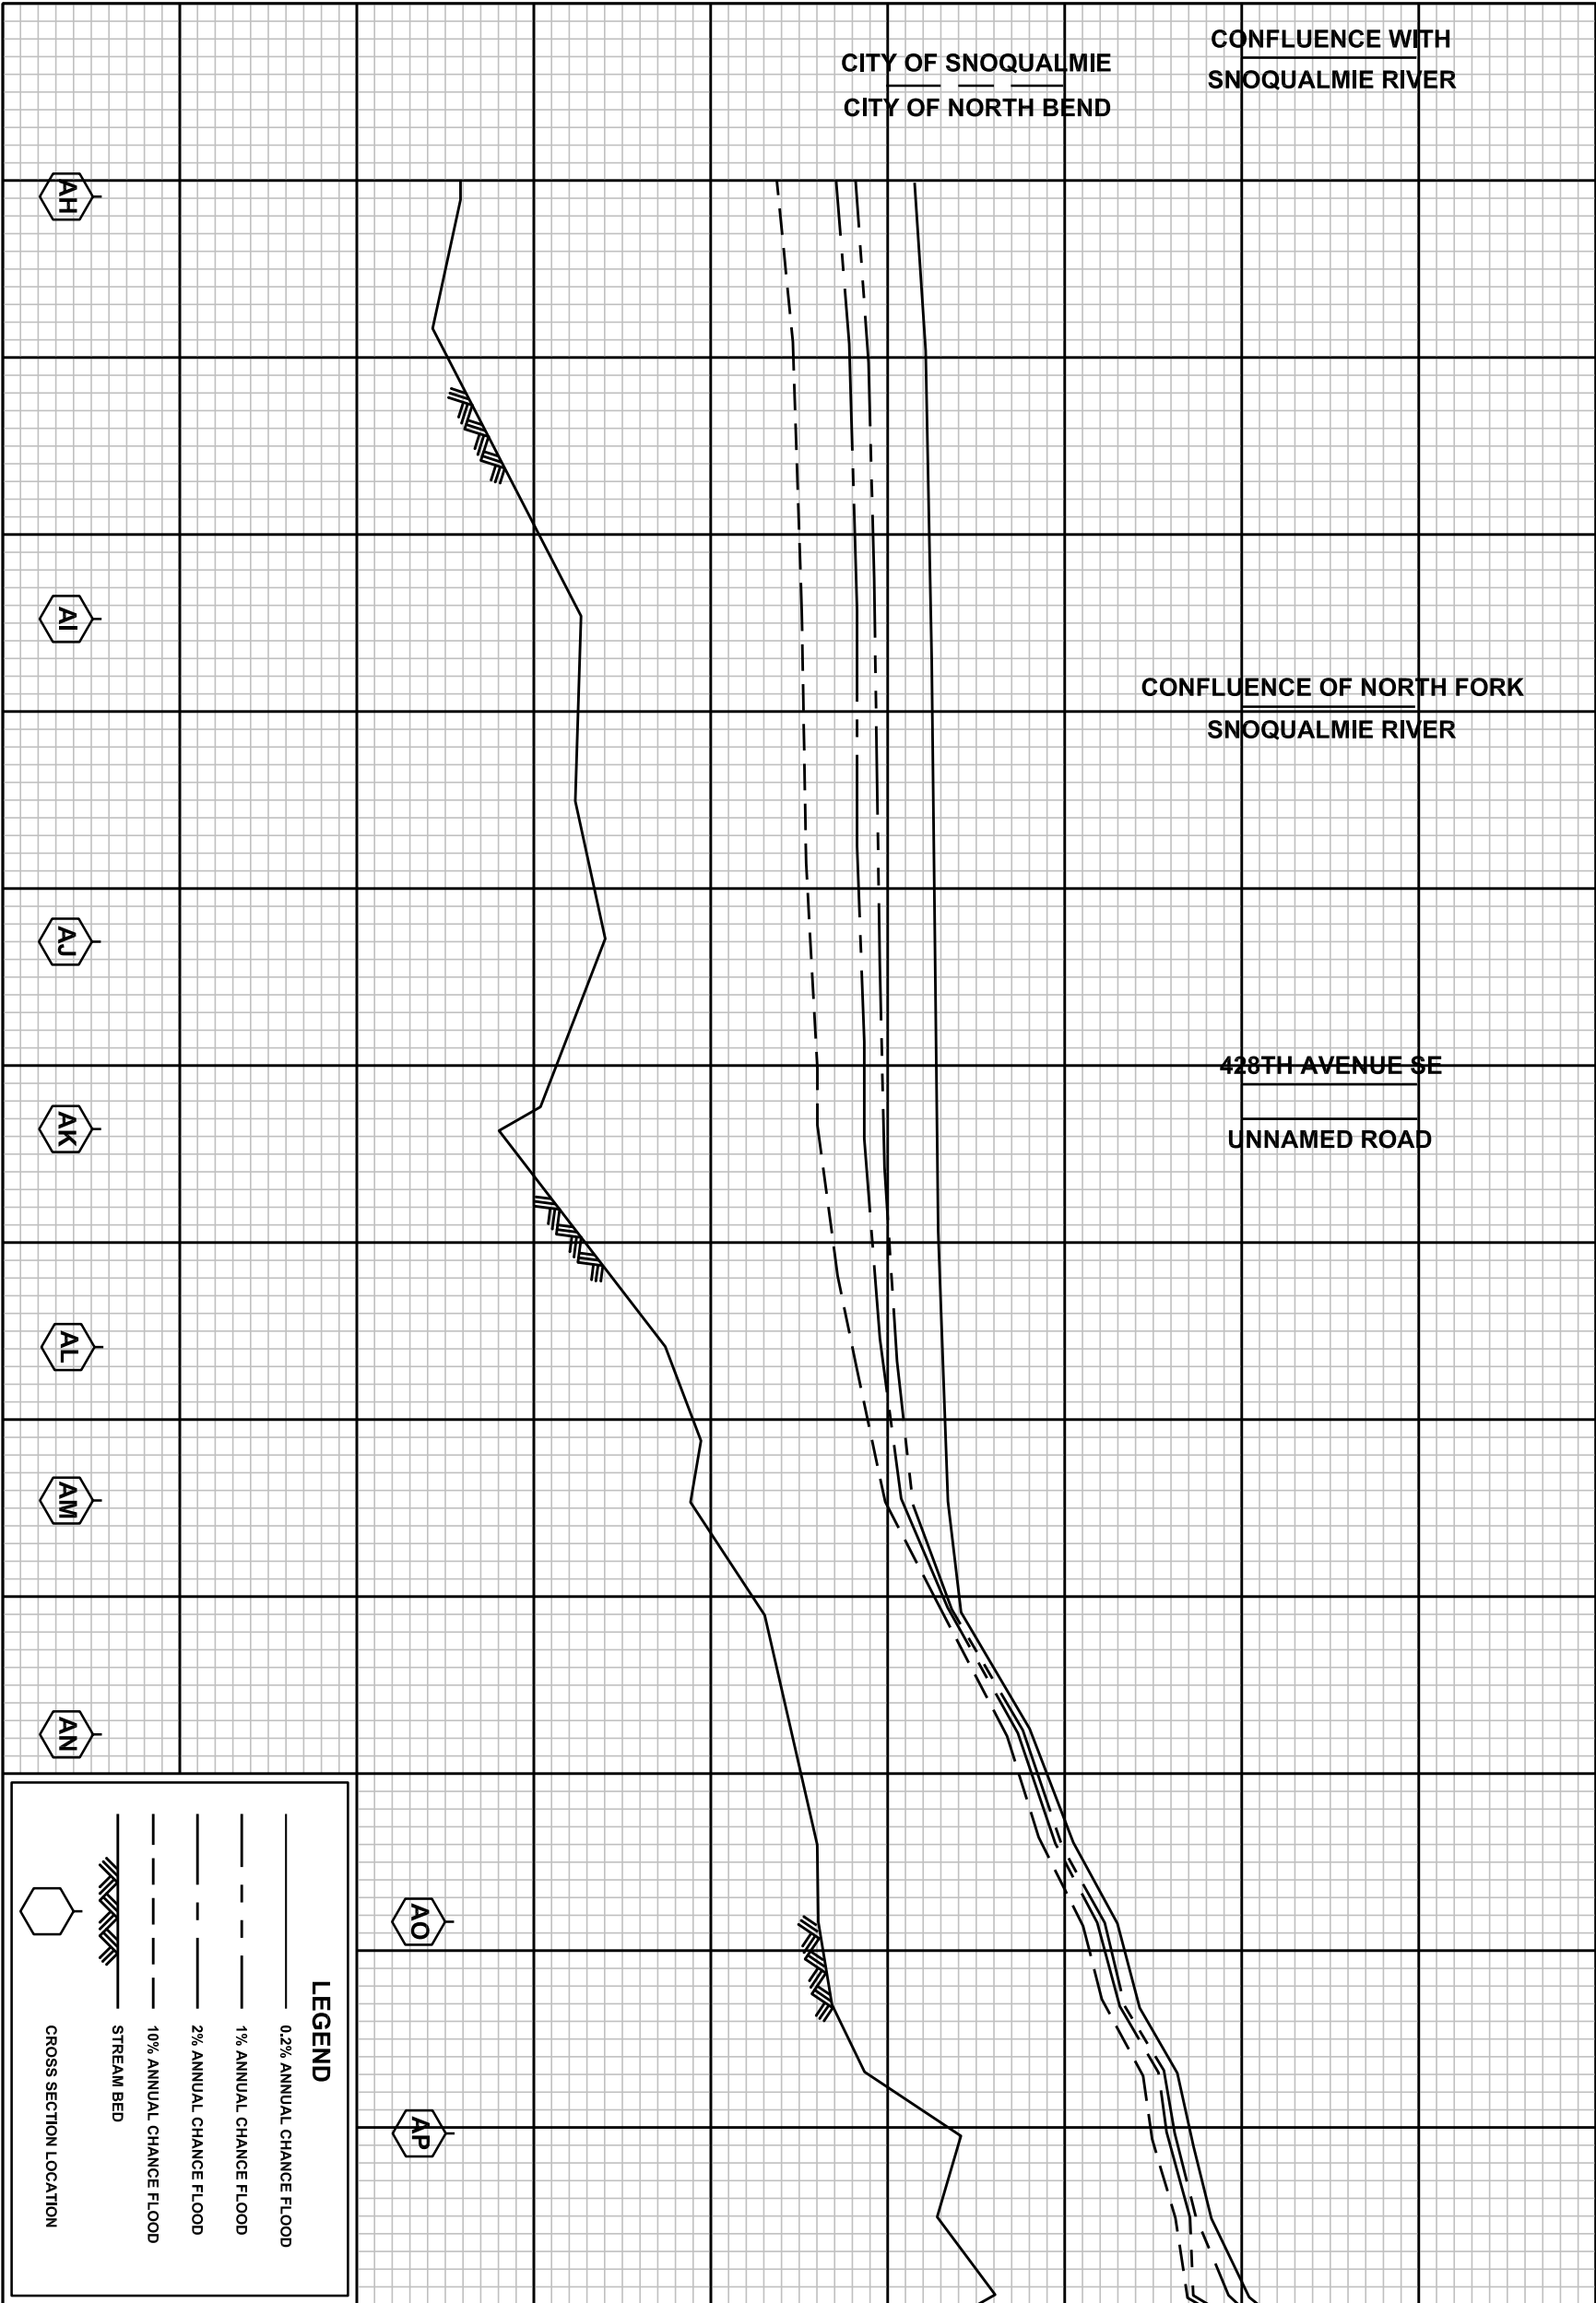 CONFLUENCE WITH
SNOQUALMIE RIVER
CITY OF SNOQUALMIE
CITY OF NORTH BEND
AH
AI
CONFLUENCE OF NORTH FORK
SNOQUALMIE RIVER
AJ
428TH AVENUE SE
UNNAMED ROAD
AK
AL
AM
AN
AO
AP
LEGEND
0.2% ANNUAL CHANCE FLOOD
1% ANNUAL CHANCE FLOOD
2% ANNUAL CHANCE FLOOD
10% ANNUAL CHANCE FLOOD
STREAM BED
CROSS SECTION LOCATION